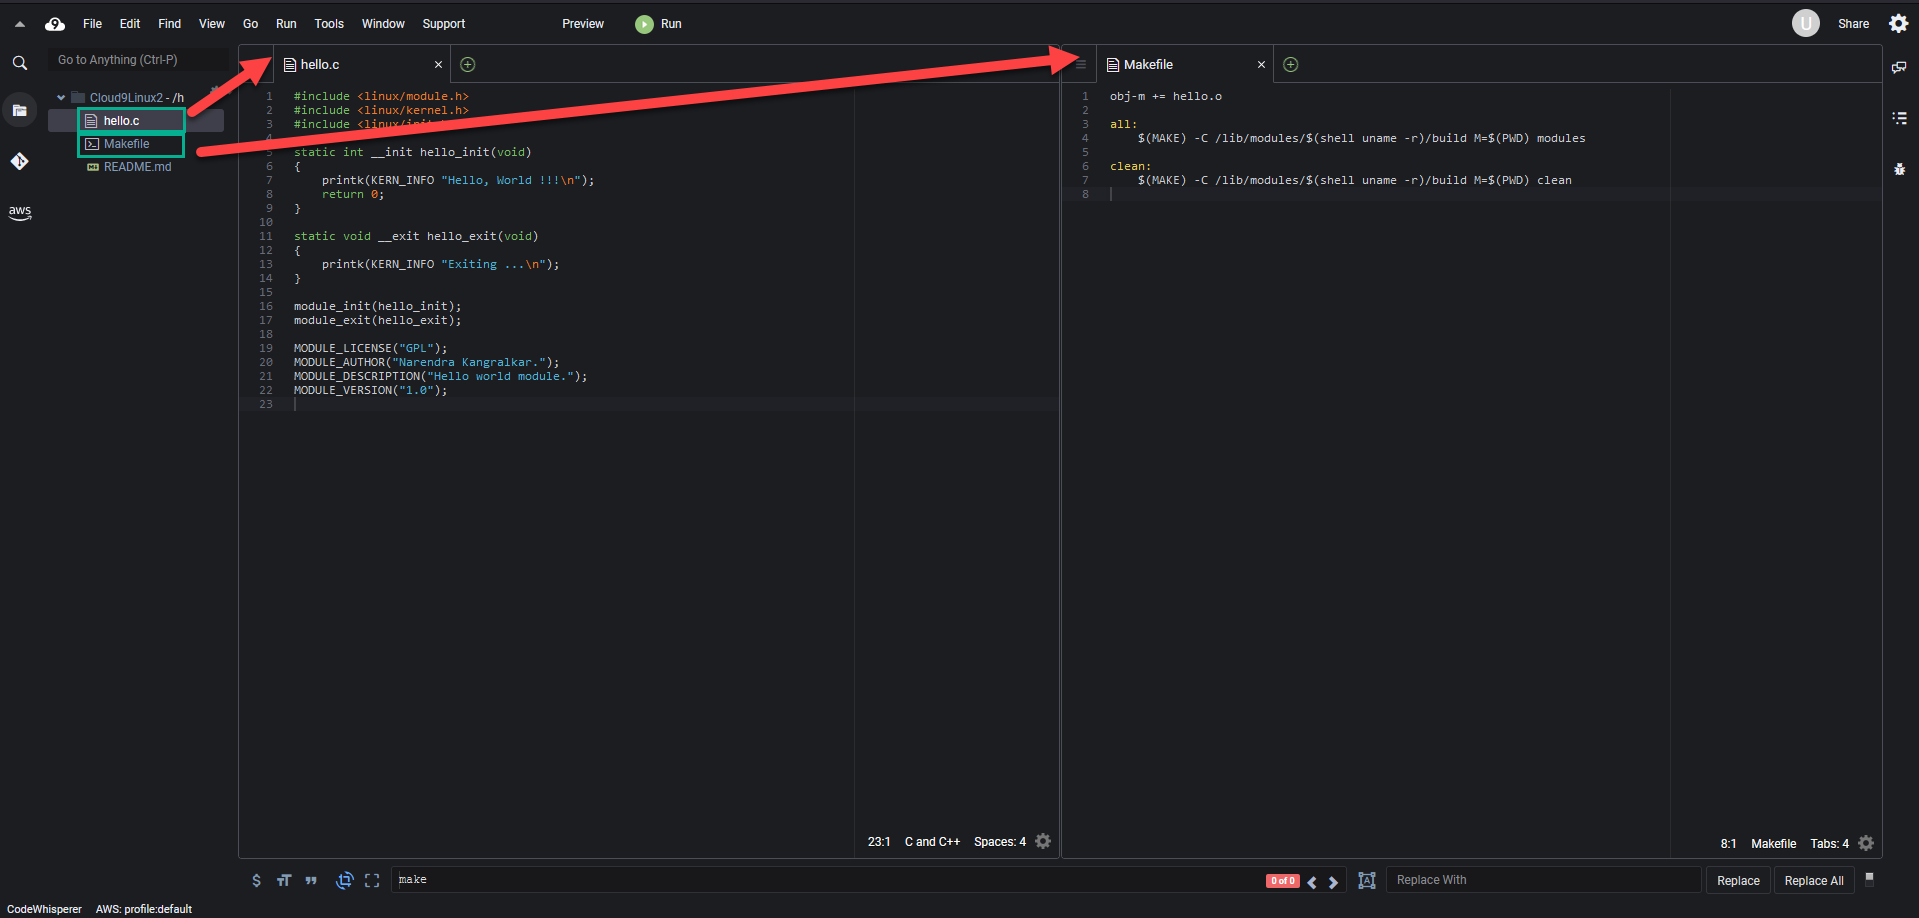 9 File Edit Find View Go Run Tools Window Support Preview Run U Share
Go to Anything (Ctrl-P)
Cloud9Linux2 - /h
hello.c
Makefile
README.md
aws
hello.c
1 #include <linux/module.h>
2 #include <linux/kernel.h>
3 #include <linux/init
4
5 static int __init hello_init(void)
6 {
7 printk(KERN_INFO "Hello, World !!!\n");
8 return 0;
9 }
10
11 static void __exit hello_exit(void)
12 {
13 printk(KERN_INFO "Exiting ...\n");
14 }
15
16 module_init(hello_init);
17 module_exit(hello_exit);
18
19 MODULE_LICENSE("GPL");
20 MODULE_AUTHOR("Narendra Kangralkar.");
21 MODULE_DESCRIPTION("Hello world module.");
22 MODULE_VERSION("1.0");
23
23:1 C and C++ Spaces: 4
Makefile
1 obj-m += hello.o
2
3 all:
4 $(MAKE) -C /lib/modules/$(shell uname -r)/build M=$(PWD) modules
5
6 clean:
7 $(MAKE) -C /lib/modules/$(shell uname -r)/build M=$(PWD) clean
8
8:1 Makefile Tabs: 4
make 0 of 0 Replace With Replace Replace All
CodeWhisperer AWS: profile:default